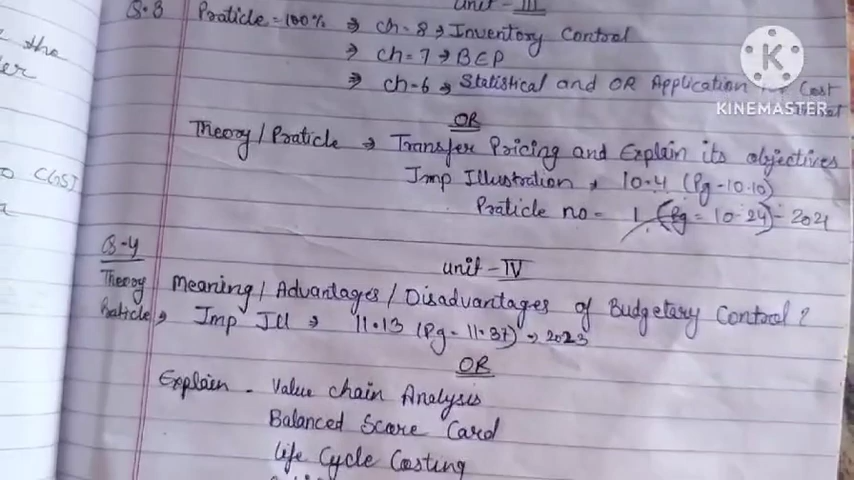 Unit - III
Q.3 Praticle = 100% → ch = 8 → Inventory Control
→ ch = 7 → BEP
→ ch - 6 → Statistical and OR Application Cost
OR
Theory / Praticle → Transfer Pricing and Explain its objectives
Imp Illustration → 10.4 (Pg - 10.10)
Praticle no = 1 (Pg = 10.24) - 2021
Q-4
unit - IV
Theory Meaning / Advantages / Disadvantages of Budgetary Control?
Praticle → Imp Ill → 11.13 (Pg - 11.37) → 2023
OR
Explain - Value chain Analysis
Balanced Score Card
Life Cycle Costing
the
K
KINEMASTER